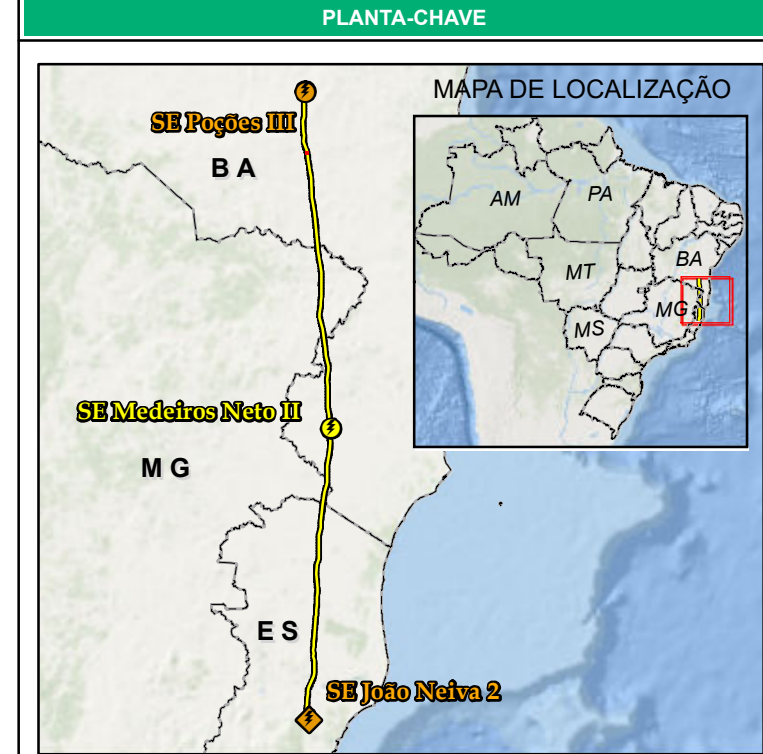 PLANTA-CHAVE
MAPA DE LOCALIZAÇÃO
SE Poções III
B A
AM
PA
BA
MT
MG
MS
SE Medeiros Neto II
M G
E S
SE João Neiva 2